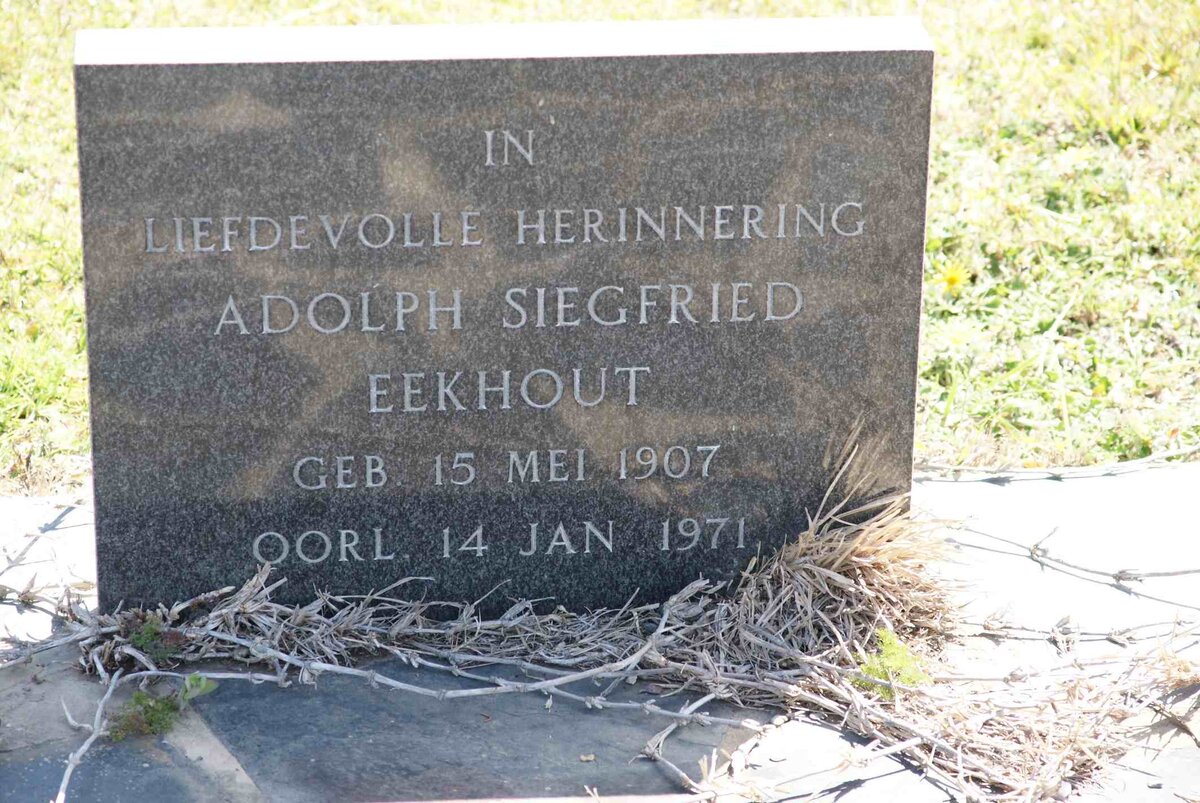 IN
LIEFDEVOLLE HERINNERING
ADOLPH SIEGFRIED
EEKHOUT
GEB. 15 MEI 1907
OORL. 14 JAN 1971